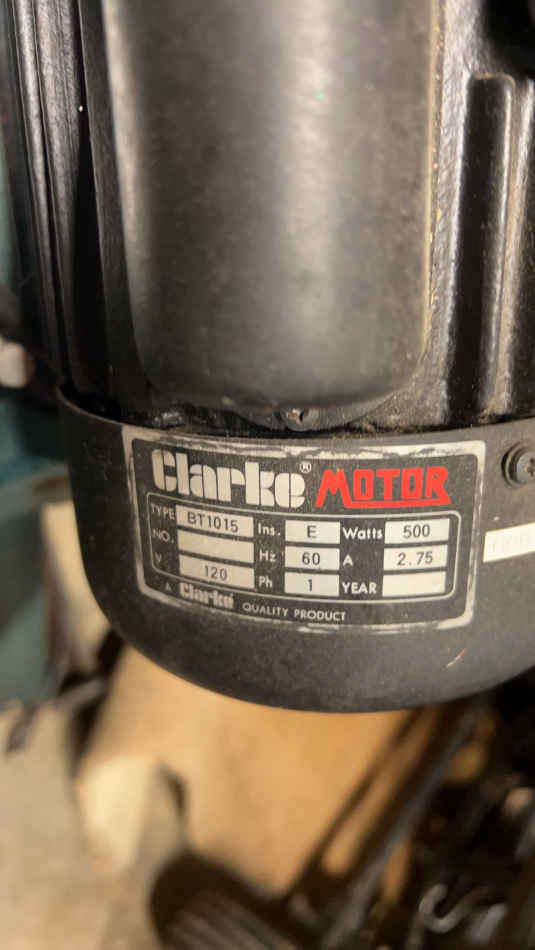 Clarke® MOTOR
TYPE BT1015 Ins. E Watts 500
NO. Hz 60 A 2.75
V 120 Ph 1 YEAR
A Clarke QUALITY PRODUCT